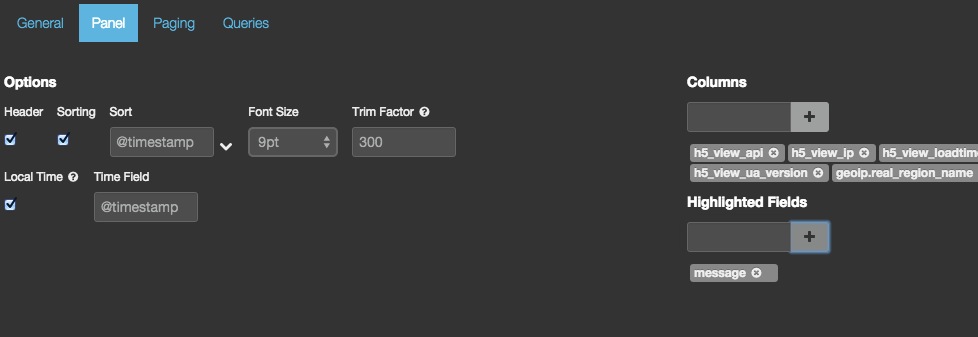 General Panel Paging Queries
Options
Header Sorting Sort Font Size Trim Factor ?
@timestamp 9pt 300
Local Time ? Time Field
@timestamp
Columns
+
h5_view_api h5_view_ip h5_view_loadtim
h5_view_ua_version geoip.real_region_name
Highlighted Fields
+
message